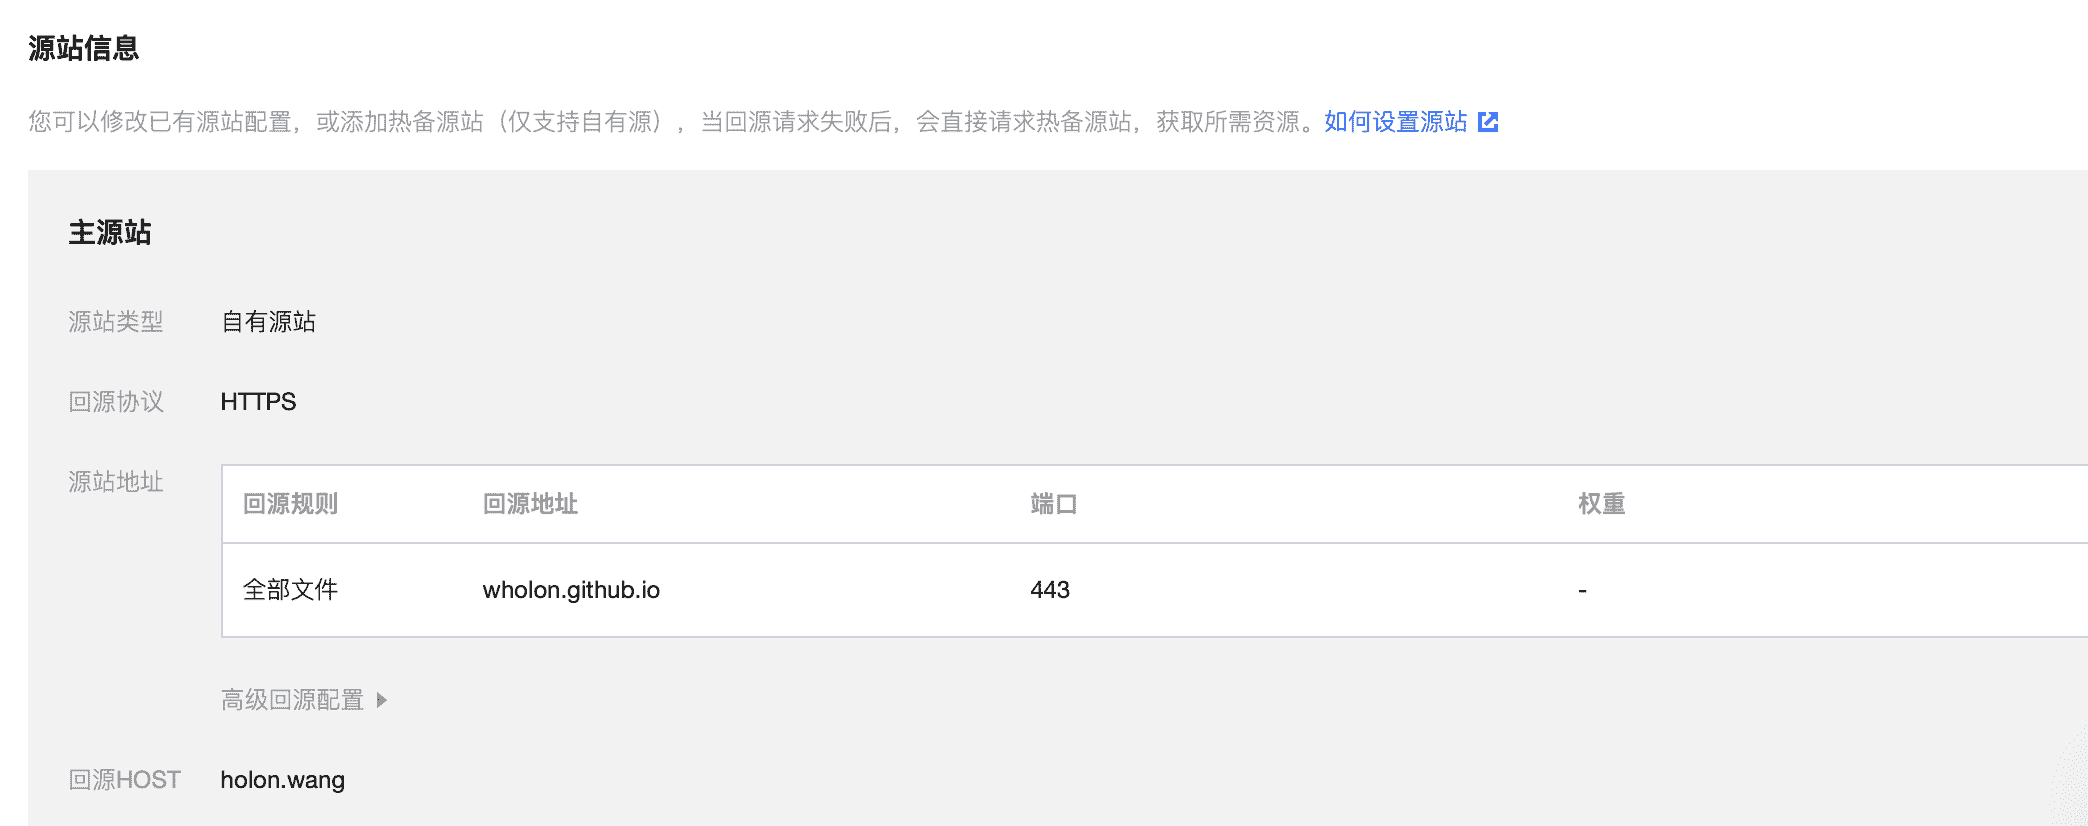 源站信息
您可以修改已有源站配置，或添加热备源站（仅支持自有源），当回源请求失败后，会直接请求热备源站，获取所需资源。如何设置源站
主源站
源站类型 自有源站
回源协议 HTTPS
源站地址
回源规则 回源地址 端口 权重
全部文件 wholon.github.io 443 -
高级回源配置
回源HOST holon.wang